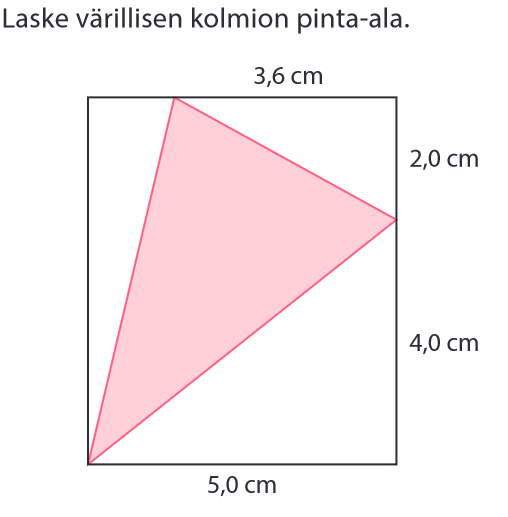 Laske värillisen kolmion pinta-ala.
3,6 cm
2,0 cm
4,0 cm
5,0 cm